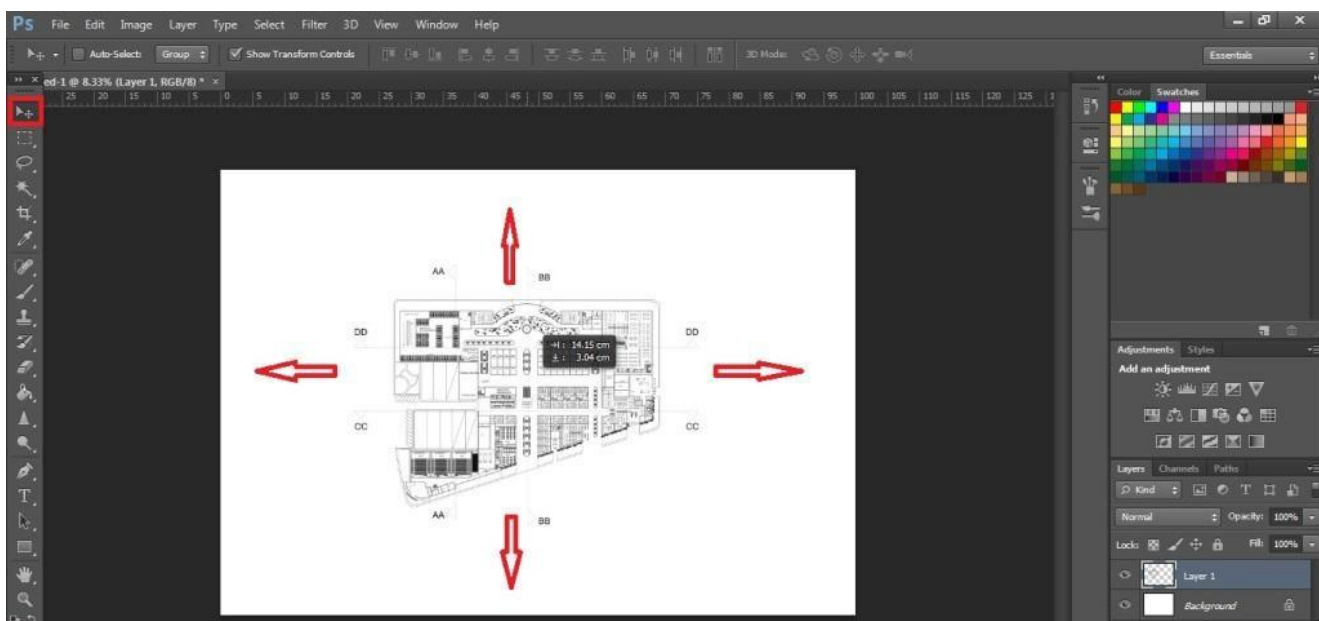 Ps File Edit Image Layer Type Select Filter 3D View Window Help
Auto-Select: Group Show Transform Controls 3D Mode: Essentials
ed-1 @ 8.33% (Layer 1, RGB/8) * ×
25 20 15 10 5 0 5 10 15 20 25 30 35 40 45 50 55 60 65 70 75 80 85 90 95 100 105 110 115 120 125
Color Swatches
AA BB
DD DD
→I: 14.15 cm
3.04 cm
CC CC
AA BB
Adjustments Styles
Add an adjustment
Layers Channels Paths
Kind
Normal Opacity: 100%
Lock: Fill: 100%
Layer 1
Background